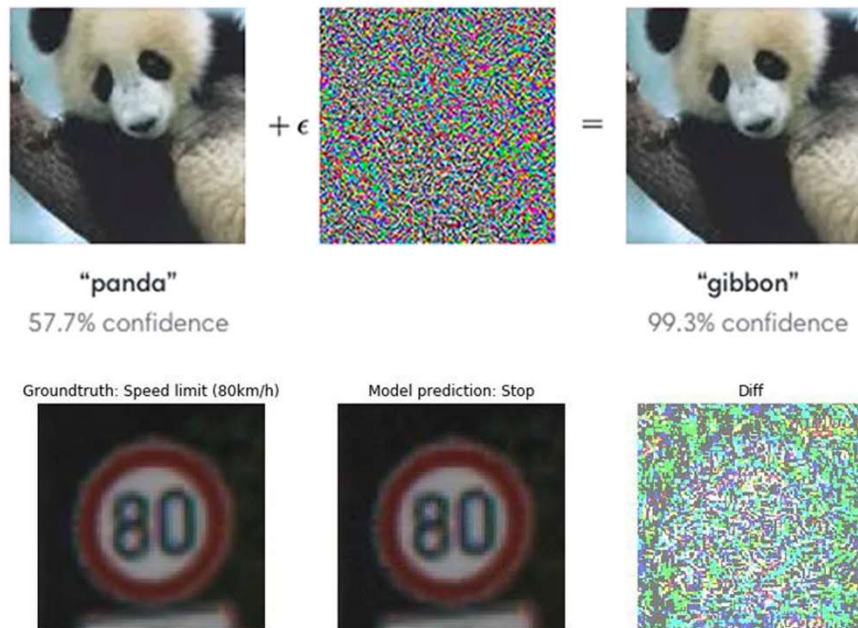 + ϵ
=
“panda”
57.7% confidence
“gibbon”
99.3% confidence
Groundtruth: Speed limit (80km/h)
Model prediction: Stop
Diff
80
80